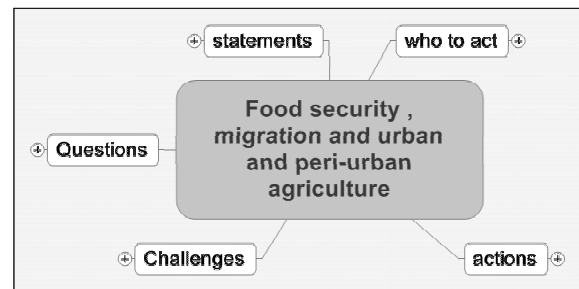 statements
who to act
Food security ,
migration and urban
and peri-urban
agriculture
Questions
Challenges
actions